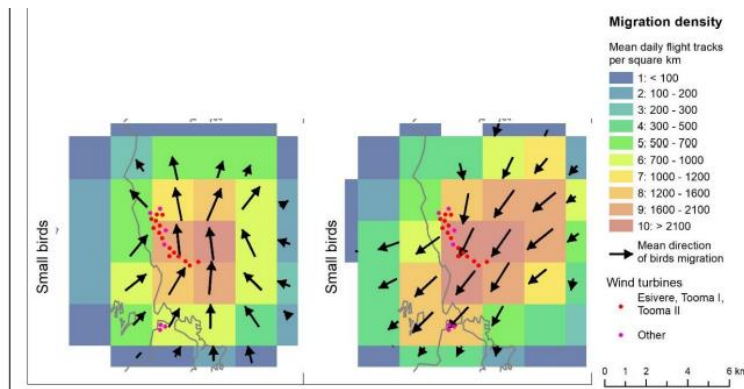 Small birds
Small birds
Migration density
Mean daily flight tracks
per square km
1: < 100
2: 100 - 200
3: 200 - 300
4: 300 - 500
5: 500 - 700
6: 700 - 1000
7: 1000 - 1200
8: 1200 - 1600
9: 1600 - 2100
10: > 2100
Mean direction
of birds migration
Wind turbines
Esivere, Tooma I,
Tooma II
Other
0 2 4 6 km